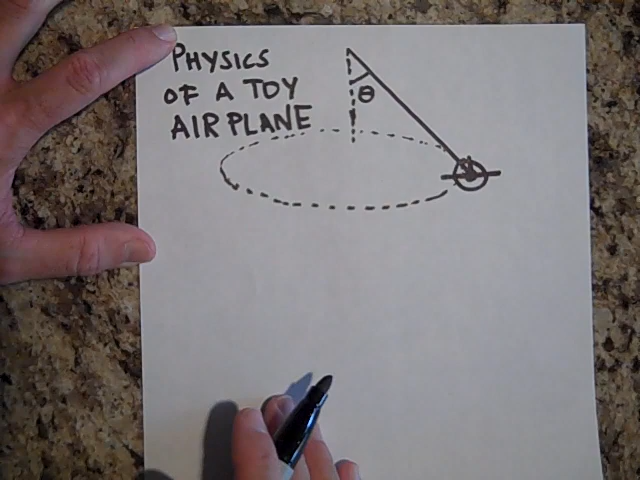 PHYSICS
OF A TOY
AIRPLANE
θ